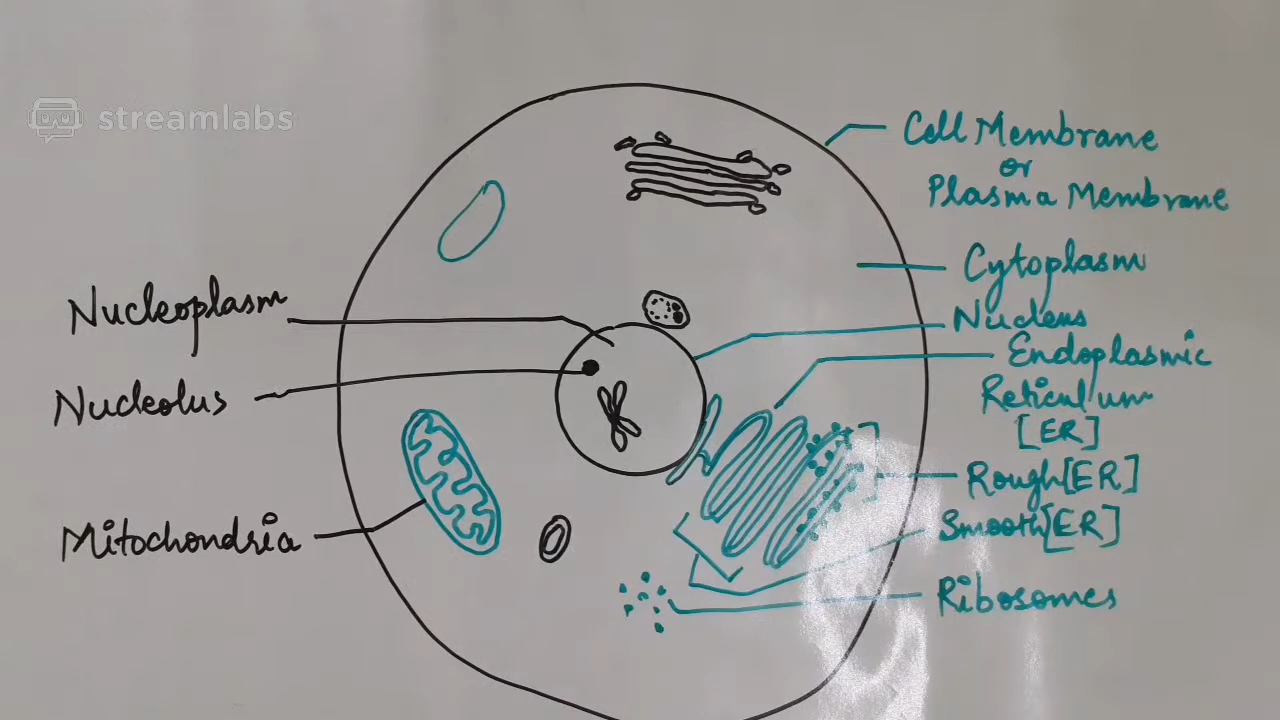 streamlabs
Cell Membrane
or
Plasma Membrane
Cytoplasm
Nucleus
Endoplasmic
Reticulum
[ER]
Rough[ER]
Smooth[ER]
Ribosomes
Nucleoplasm
Nucleolus
Mitochondria